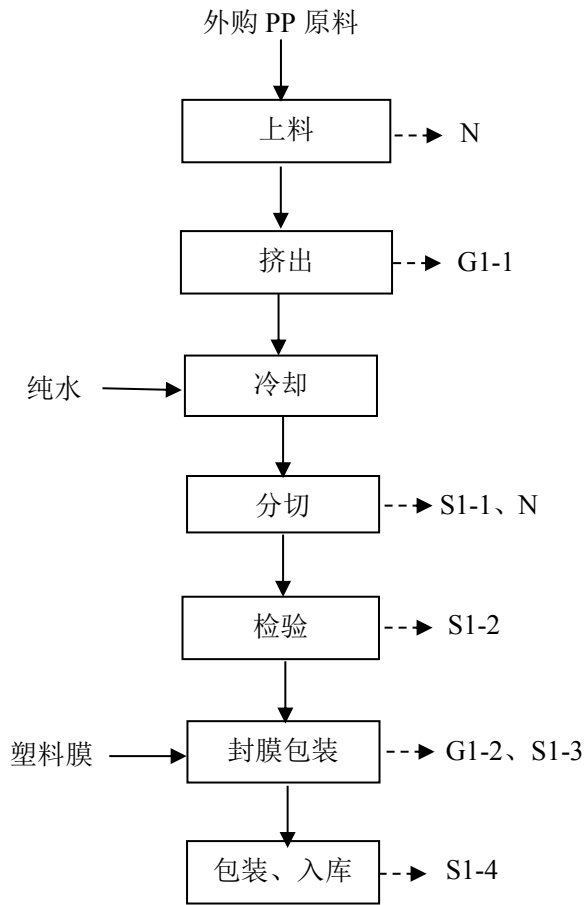 外购 PP 原料
上料
N
挤出
G1-1
纯水
冷却
分切
S1-1、N
检验
S1-2
塑料膜
封膜包装
G1-2、S1-3
包装、入库
S1-4